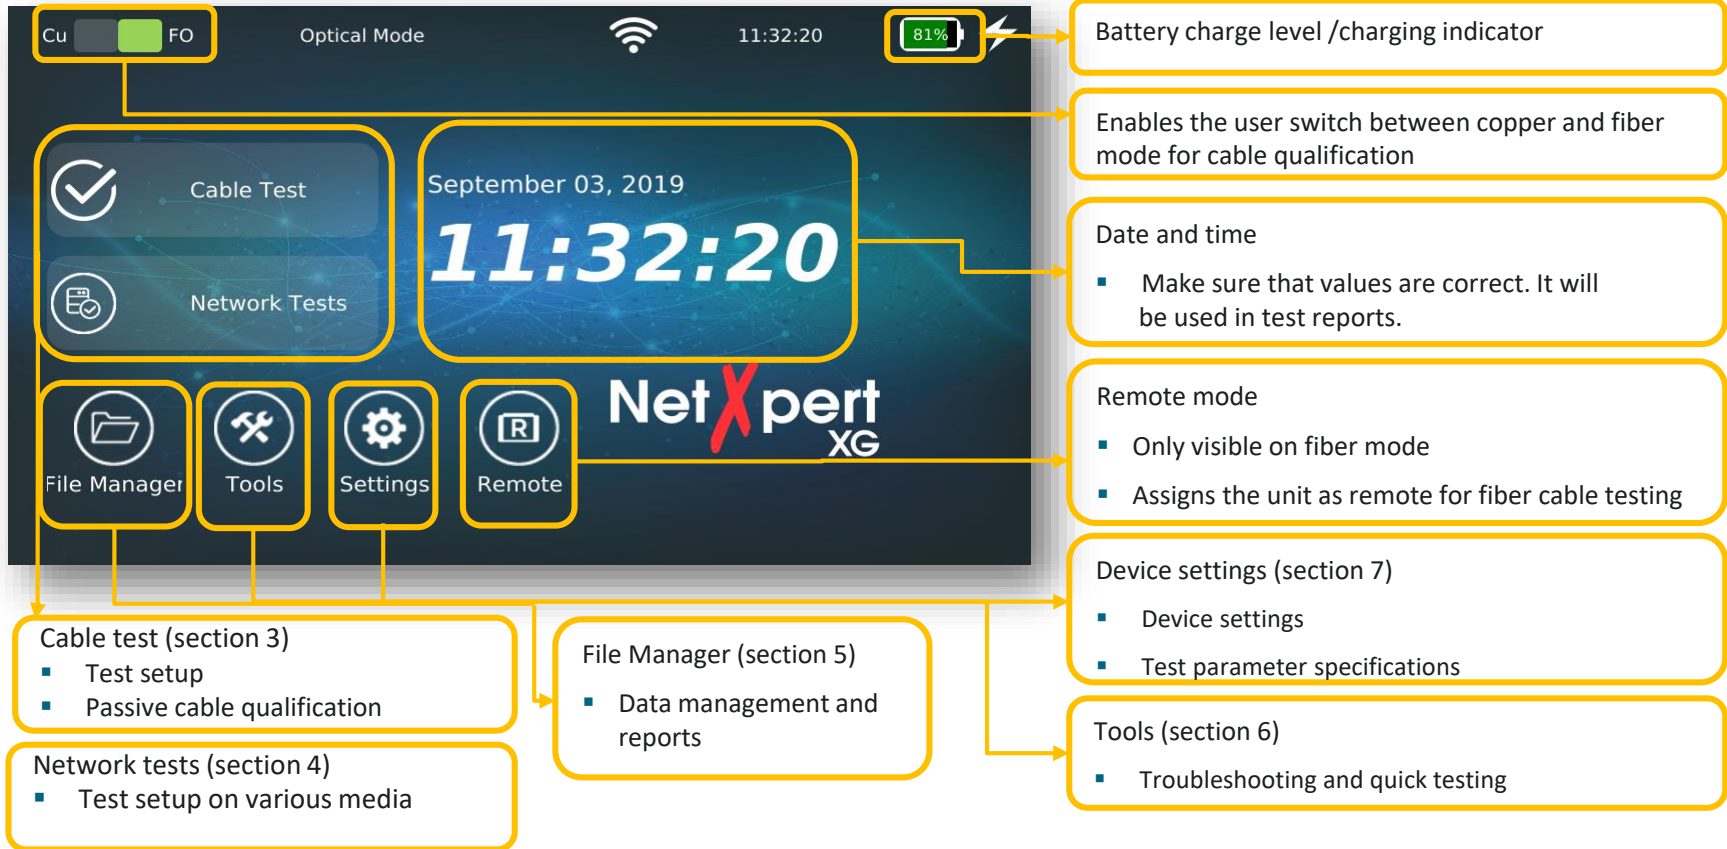 Cu FO Optical Mode 11:32:20 81%
Cable Test
Network Tests
September 03, 2019
11:32:20
NetXpert
XG
File Manager Tools Settings Remote
Battery charge level /charging indicator
Enables the user switch between copper and fiber
mode for cable qualification
Date and time
▪ Make sure that values are correct. It will
be used in test reports.
Remote mode
▪ Only visible on fiber mode
▪ Assigns the unit as remote for fiber cable testing
Device settings (section 7)
▪ Device settings
▪ Test parameter specifications
Tools (section 6)
▪ Troubleshooting and quick testing
Cable test (section 3)
▪ Test setup
▪ Passive cable qualification
Network tests (section 4)
▪ Test setup on various media
File Manager (section 5)
▪ Data management and
reports